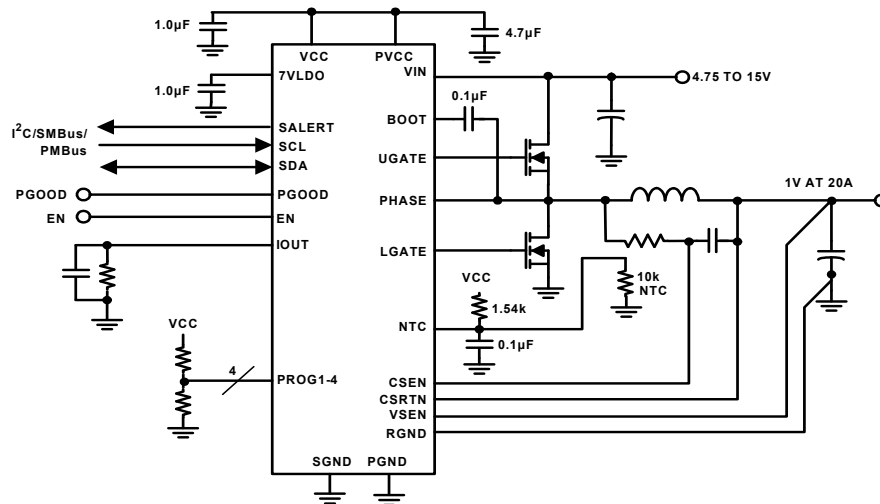 1.0µF
4.7µF
VCC
PVCC
7VLDO
VIN
4.75 TO 15V
1.0µF
0.1µF
BOOT
I²C/SMBus/
PMBus
SALERT
SCL
SDA
UGATE
PGOOD
PGOOD
PHASE
1V AT 20A
EN
EN
IOUT
LGATE
VCC
10k
NTC
1.54k
VCC
NTC
0.1µF
4
PROG1-4
CSEN
CSRTN
VSEN
RGND
SGND
PGND